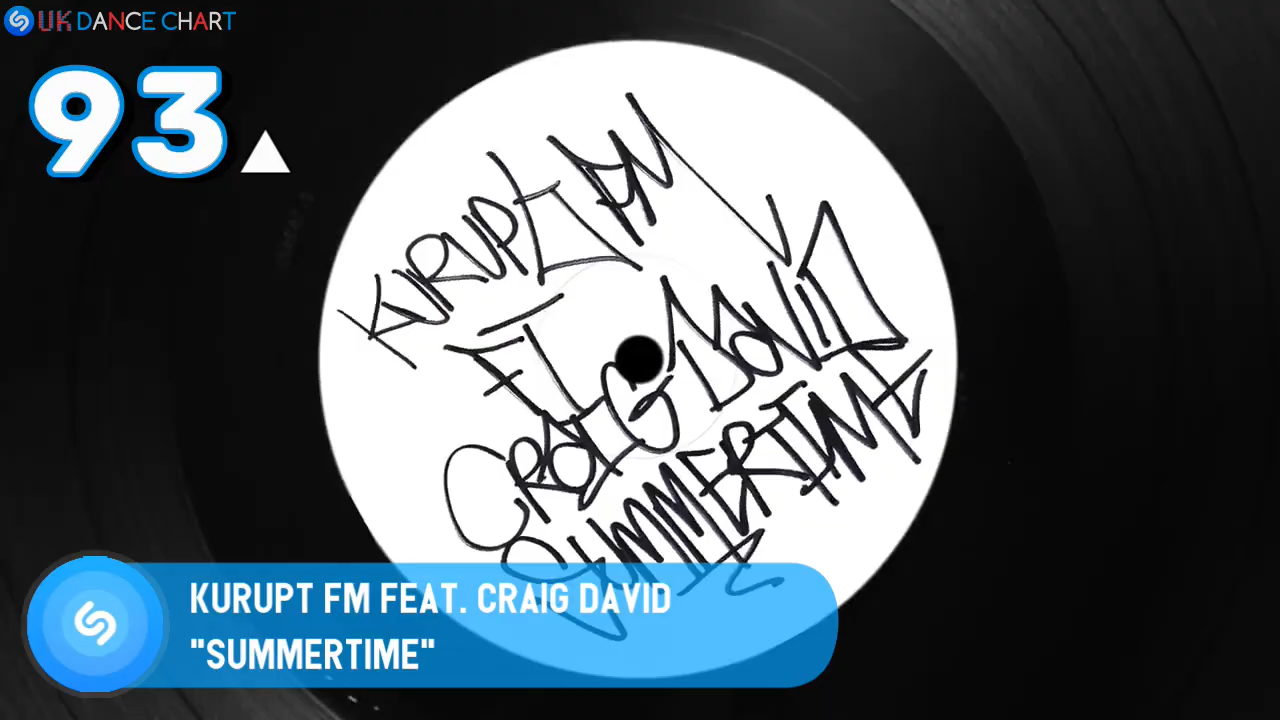 UK DANCE CHART
93
KURUPT FM
FT
CRAIG DAVID
SUMMERTIME
KURUPT FM FEAT. CRAIG DAVID
"SUMMERTIME"